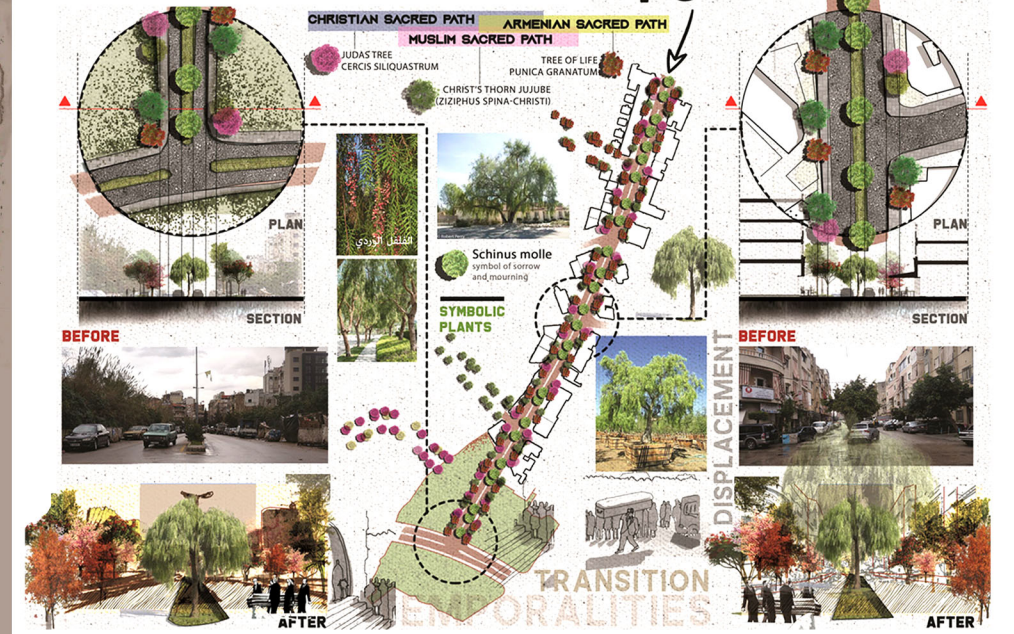 CHRISTIAN SACRED PATH
ARMENIAN SACRED PATH
MUSLIM SACRED PATH
JUDAS TREE
CERCIS SILIQUASTRUM
TREE OF LIFE
PUNICA GRANATUM
CHRIST'S THORN JUJUBE
(ZIZIPHUS SPINA-CHRISTI)
PLAN
SECTION
BEFORE
AFTER
الفلفل الوردي
Schinus molle
symbol of sorrow
and mourning
SYMBOLIC
PLANTS
PLAN
SECTION
BEFORE
DISPLACEMENT
TRANSITION
EMPORALITIES
AFTER